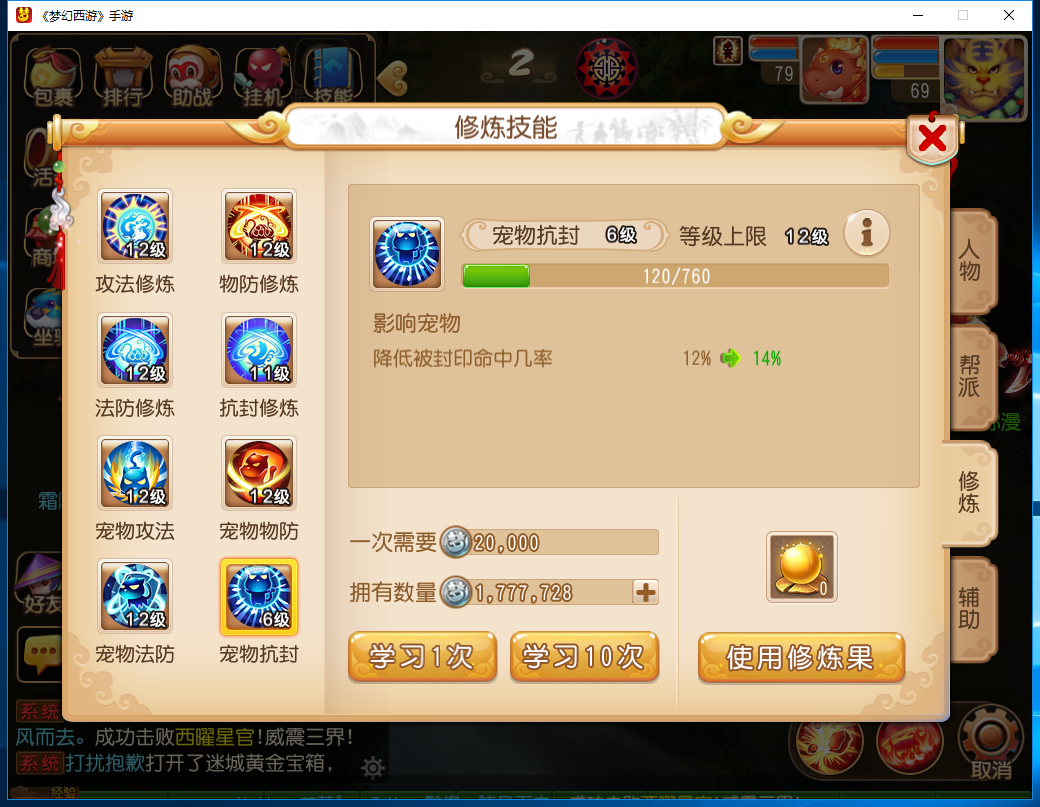 《梦幻西游》手游
包裹 排行 助战 挂机 技能
2
79
69
修炼技能
12级 12级
攻法修炼 物防修炼
12级 11级
法防修炼 抗封修炼
12级 12级
宠物攻法 宠物物防
12级 6级
宠物法防 宠物抗封
宠物抗封 6级 等级上限 12级
120/760
影响宠物
降低被封印命中几率 12% 14%
一次需要 20,000
拥有数量 1,777,728
0
学习1次 学习10次 使用修炼果
人物
帮派
修炼
辅助
好友
系统
风而去。成功击败西曜星官!威震三界!
系统 打扰抱歉打开了迷城黄金宝箱，
取消
经验